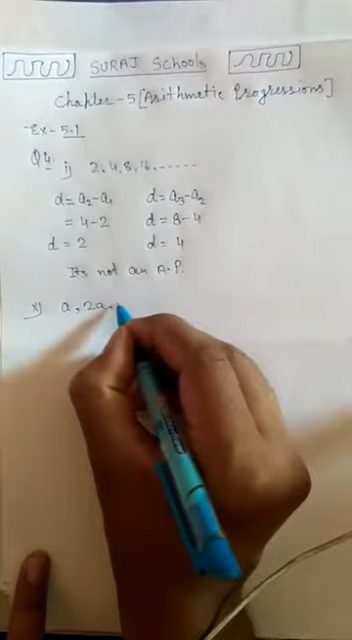 SURAJ Schools
Chapter-5 [Arithmetic Progressions]
Ex-5.1
Q4. i) 2, 4, 8, 16, ......
d = a₂-a₁ d = a₃-a₂
= 4-2 d = 8-4
d = 2 d = 4
Its not an A.P.
x) a, 2a,